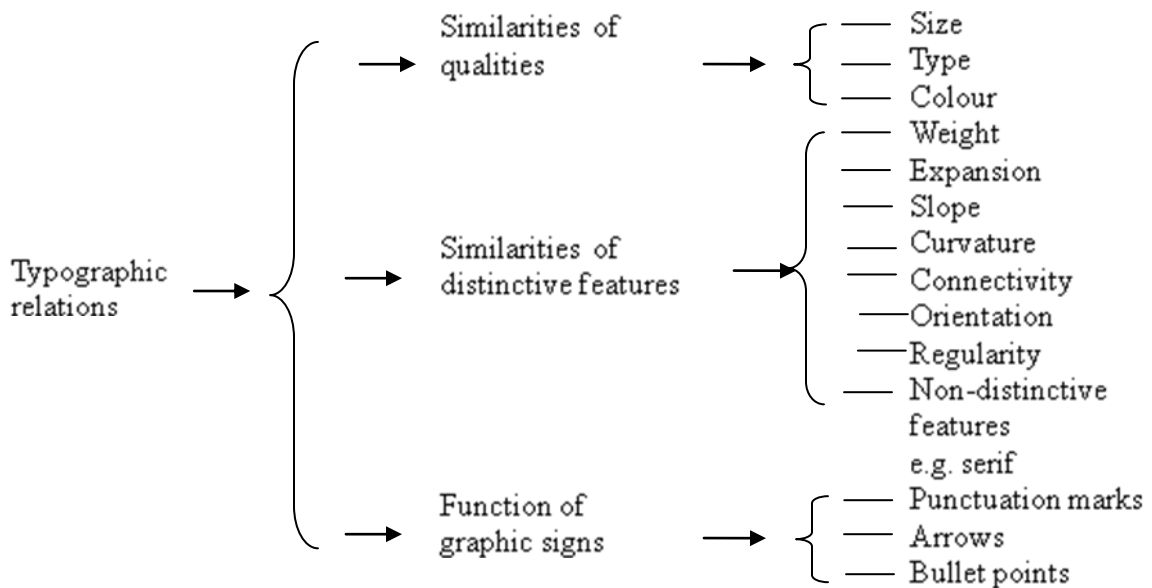 Typographic
relations
Similarities of
qualities
Size
Type
Colour
Similarities of
distinctive features
Weight
Expansion
Slope
Curvature
Connectivity
Orientation
Regularity
Non-distinctive
features
e.g. serif
Function of
graphic signs
Punctuation marks
Arrows
Bullet points